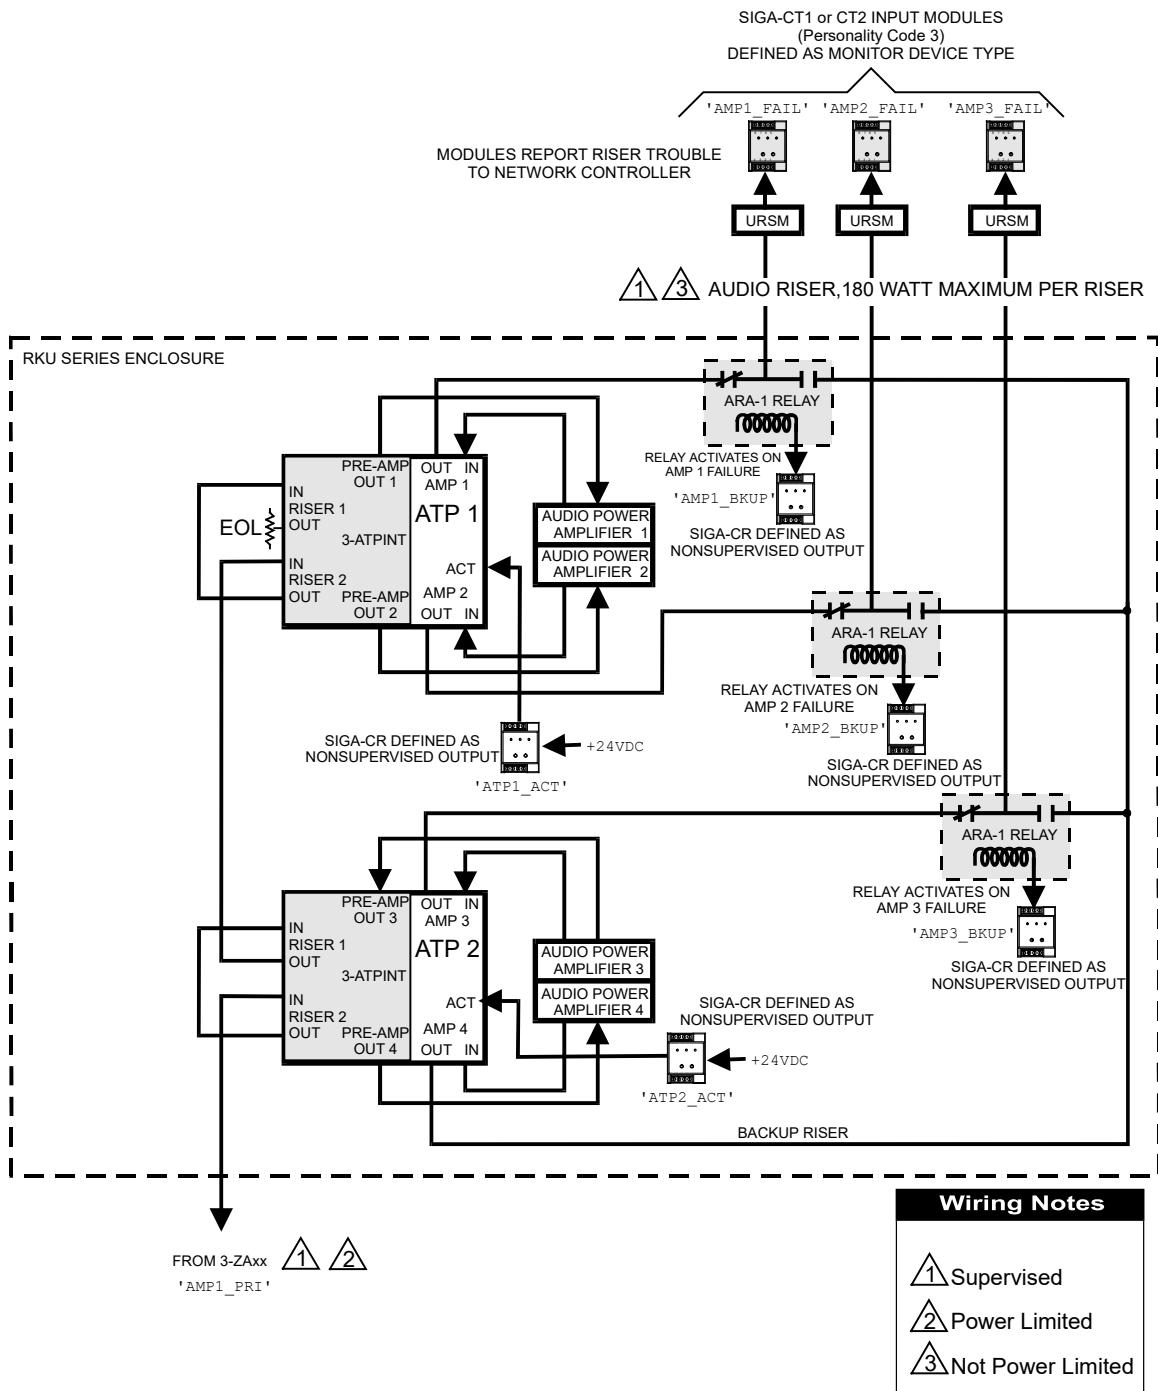 SIGA-CT1 or CT2 INPUT MODULES
(Personality Code 3)
DEFINED AS MONITOR DEVICE TYPE
'AMP1_FAIL'
'AMP2_FAIL'
'AMP3_FAIL'
MODULES REPORT RISER TROUBLE
TO NETWORK CONTROLLER
URSM
URSM
URSM
1
3
AUDIO RISER,180 WATT MAXIMUM PER RISER
RKU SERIES ENCLOSURE
ARA-1 RELAY
RELAY ACTIVATES ON
AMP 1 FAILURE
'AMP1_BKUP'
SIGA-CR DEFINED AS
NONSUPERVISED OUTPUT
PRE-AMP
OUT 1
OUT IN
AMP 1
ATP 1
IN
RISER 1
OUT
EOL
3-ATPINT
IN
RISER 2
OUT
PRE-AMP
OUT 2
ACT
AMP 2
OUT IN
AUDIO POWER
AMPLIFIER 1
AUDIO POWER
AMPLIFIER 2
ARA-1 RELAY
RELAY ACTIVATES ON
AMP 2 FAILURE
'AMP2_BKUP'
SIGA-CR DEFINED AS
NONSUPERVISED OUTPUT
SIGA-CR DEFINED AS
NONSUPERVISED OUTPUT
+24VDC
'ATP1_ACT'
ARA-1 RELAY
RELAY ACTIVATES ON
AMP 3 FAILURE
'AMP3_BKUP'
SIGA-CR DEFINED AS
NONSUPERVISED OUTPUT
PRE-AMP
OUT 3
OUT IN
AMP 3
ATP 2
IN
RISER 1
OUT
3-ATPINT
IN
RISER 2
OUT
PRE-AMP
OUT 4
ACT
AMP 4
OUT IN
AUDIO POWER
AMPLIFIER 3
AUDIO POWER
AMPLIFIER 4
SIGA-CR DEFINED AS
NONSUPERVISED OUTPUT
+24VDC
'ATP2_ACT'
BACKUP RISER
FROM 3-ZAxx
1
2
'AMP1_PRI'
Wiring Notes
1 Supervised
2 Power Limited
3 Not Power Limited